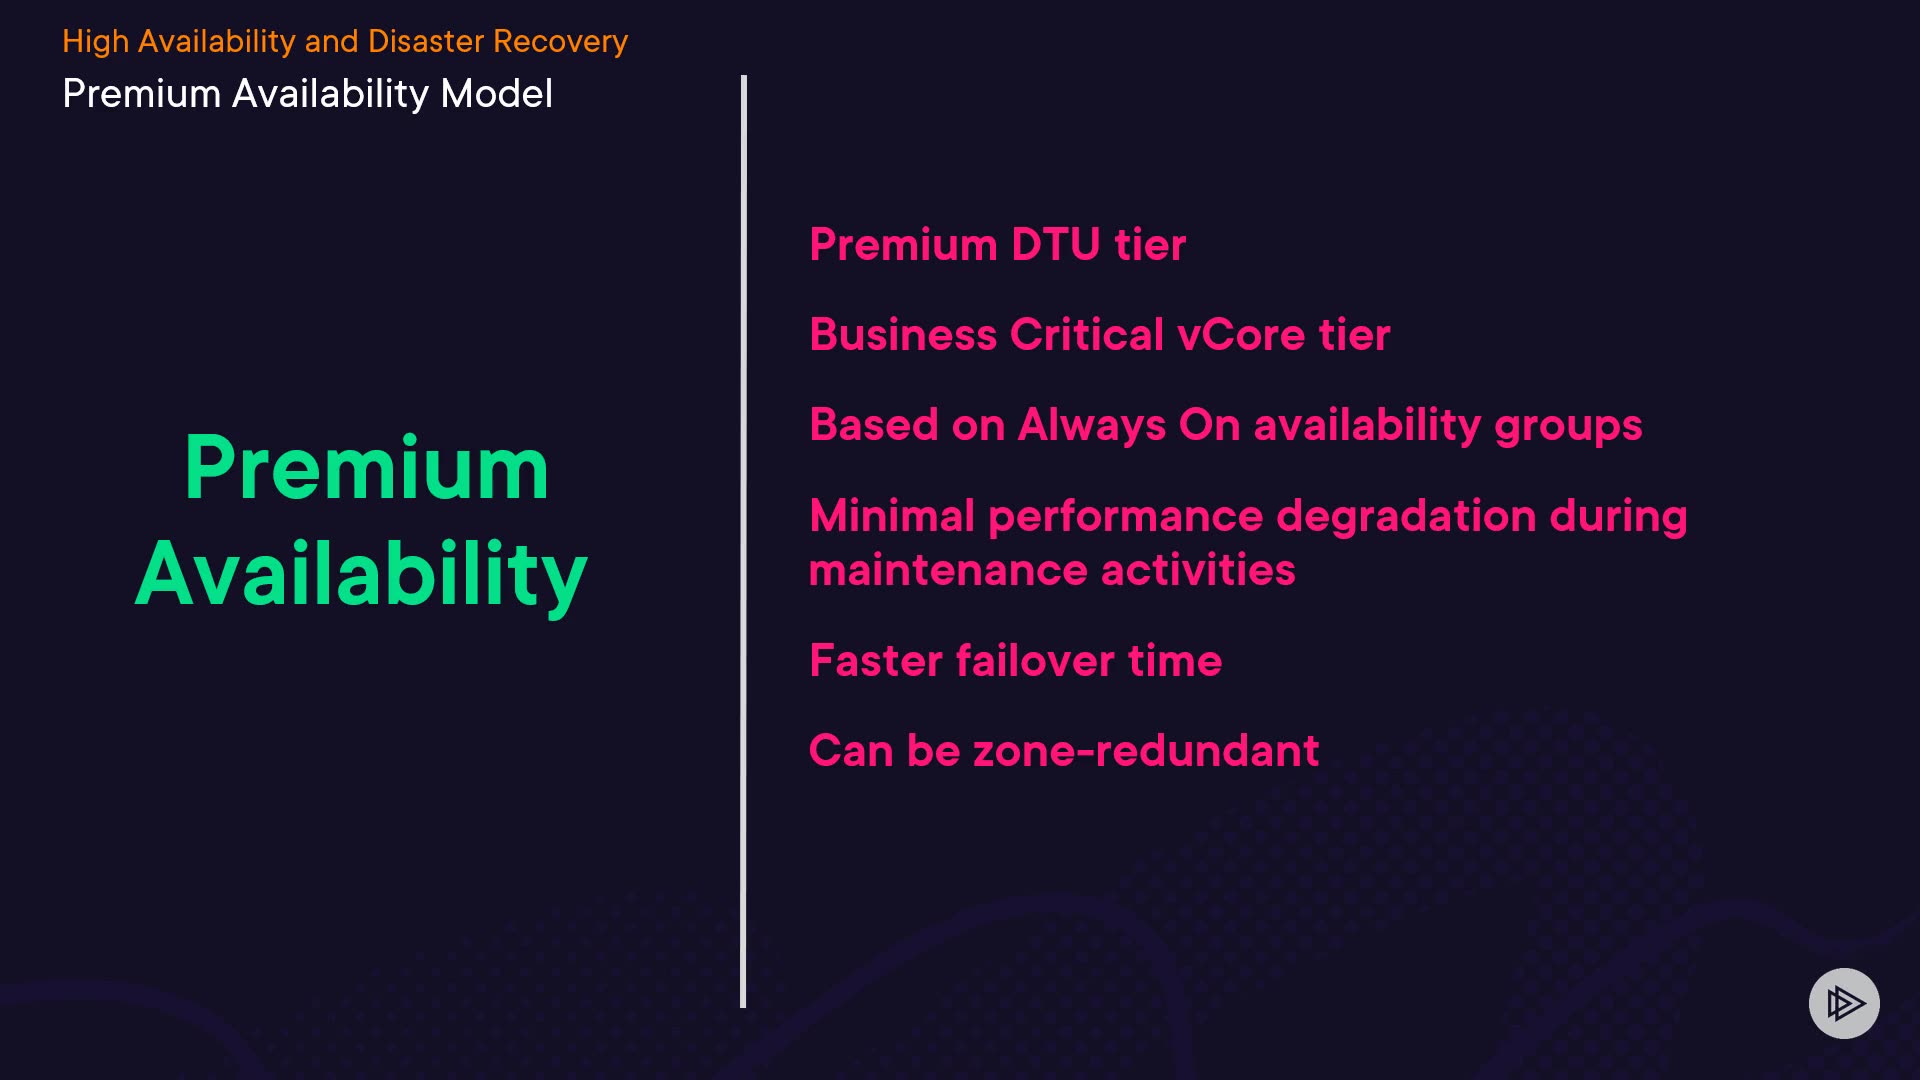 High Availability and Disaster Recovery
Premium Availability Model
Premium
Availability
Premium DTU tier
Business Critical vCore tier
Based on Always On availability groups
Minimal performance degradation during
maintenance activities
Faster failover time
Can be zone-redundant